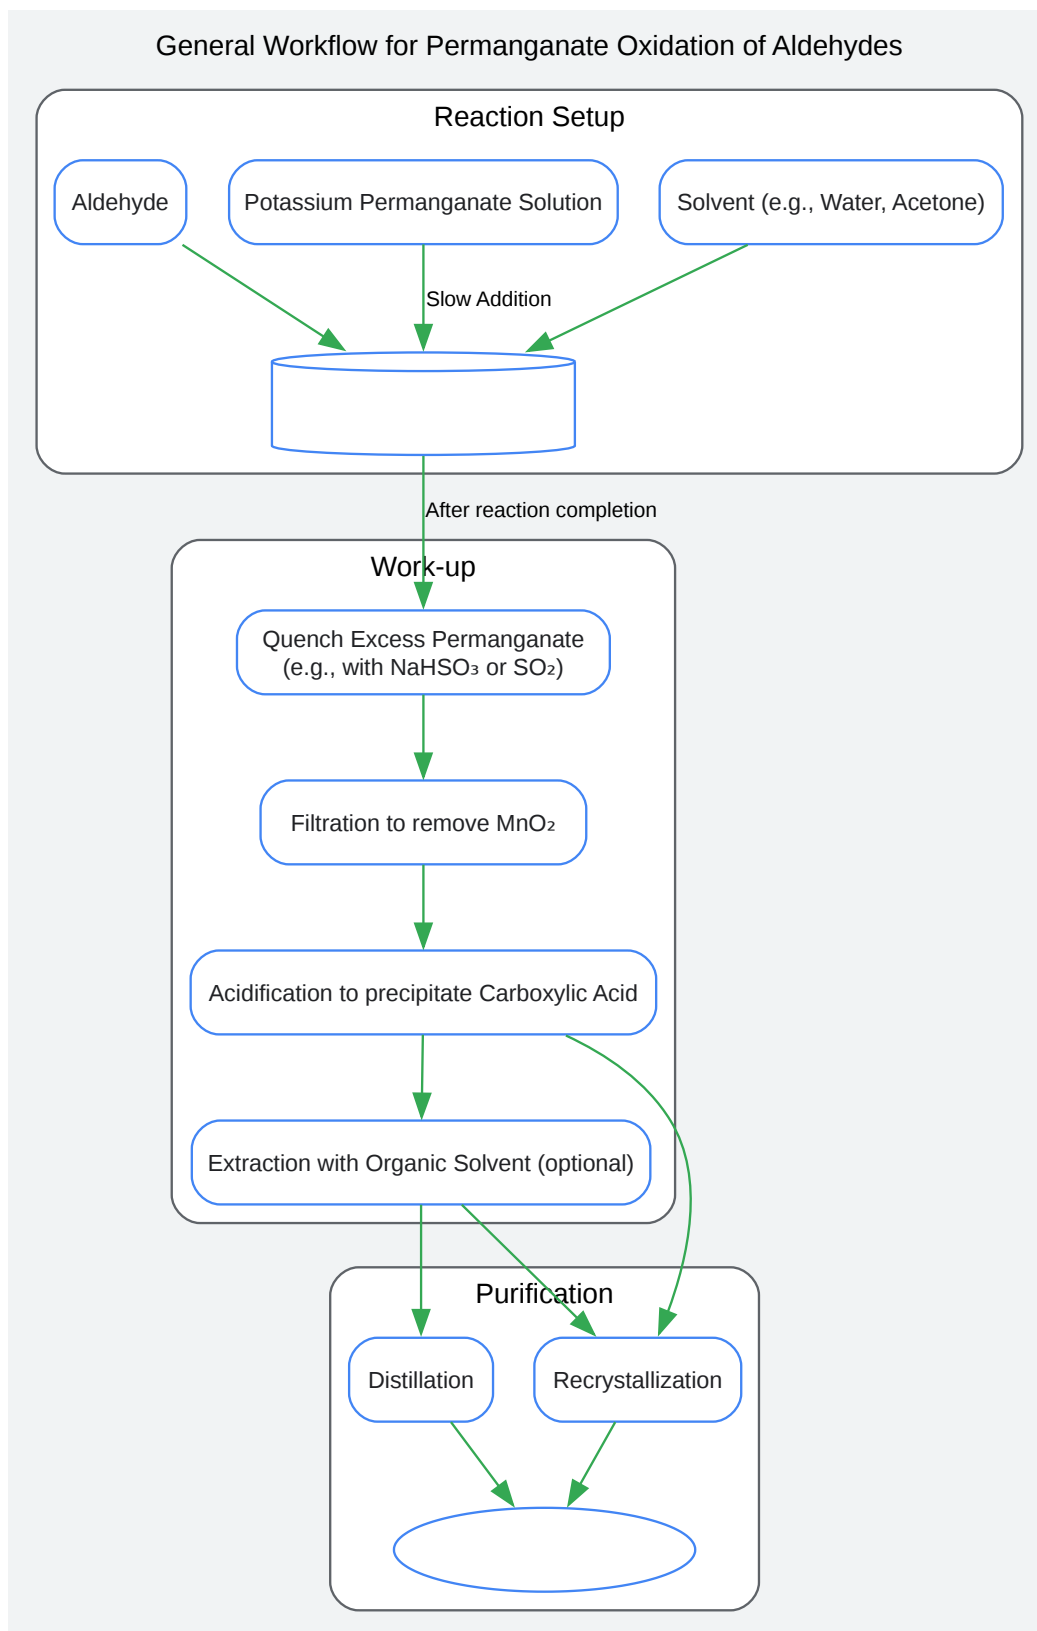 General Workflow for Permanganate Oxidation of Aldehydes
Reaction Setup
Aldehyde
Potassium Permanganate Solution
Solvent (e.g., Water, Acetone)
Slow Addition
After reaction completion
Work-up
Quench Excess Permanganate
(e.g., with NaHSO₃ or SO₂)
Filtration to remove MnO₂
Acidification to precipitate Carboxylic Acid
Extraction with Organic Solvent (optional)
Purification
Distillation
Recrystallization